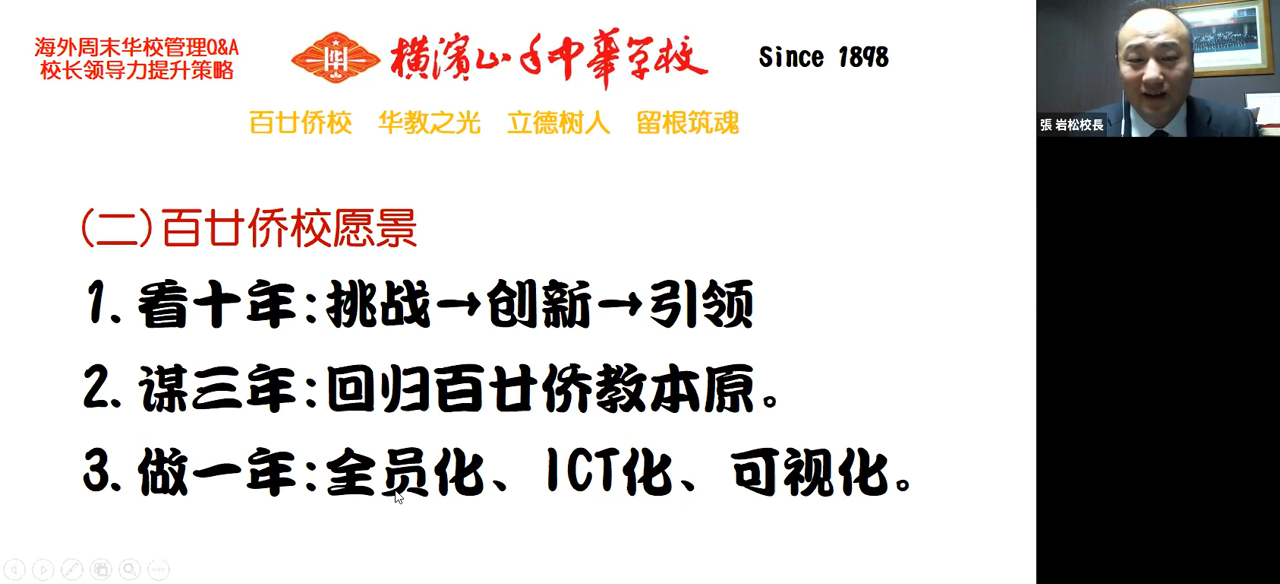 海外周末华校管理Q&A
校长领导力提升策略
横濱山手中華学校
Since 1898
百廿侨校 华教之光 立德树人 留根筑魂
(二)百廿侨校愿景
1.看十年:挑战→创新→引领
2.谋三年:回归百廿侨教本原。
3.做一年:全员化、ICT化、可视化。
張 岩松校長